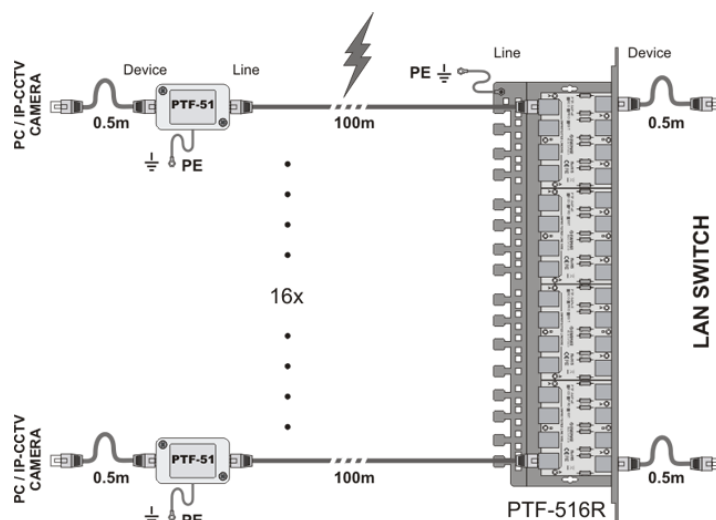 Device
Line
PE
Line
Device
PC / IP-CCTV
CAMERA
PTF-51
0.5m
100m
0.5m
PE
16x
LAN SWITCH
PC / IP-CCTV
CAMERA
PTF-51
0.5m
100m
0.5m
PE
PTF-516R